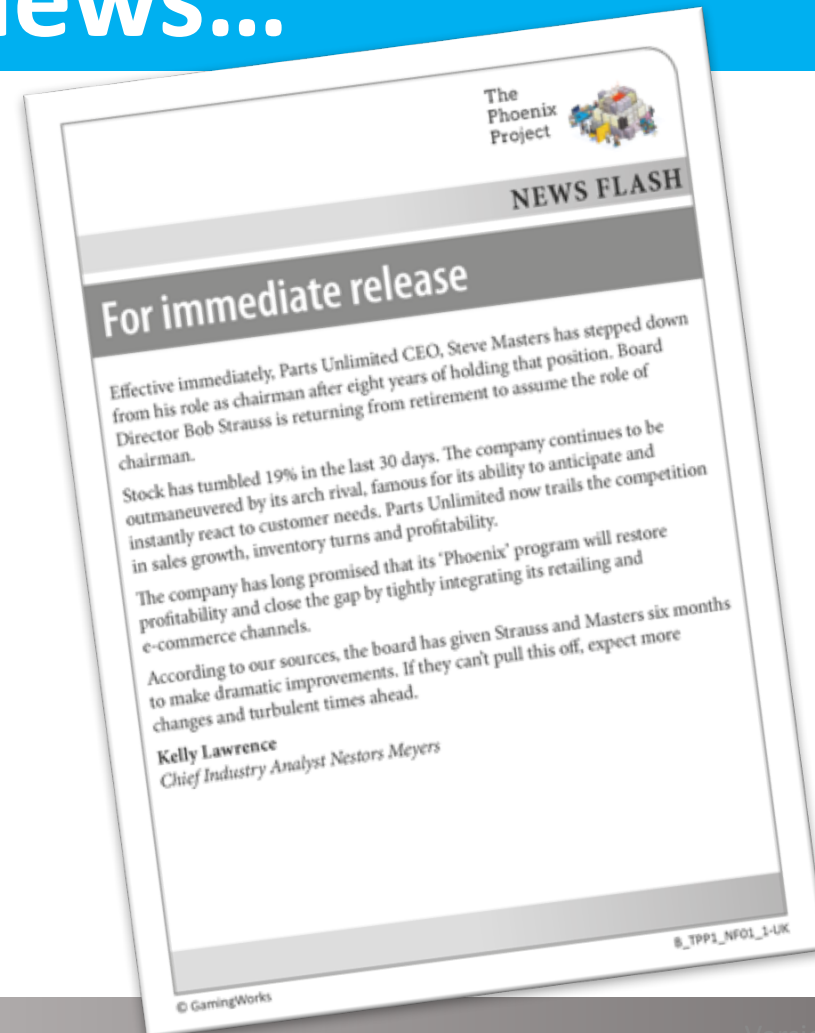 news...
The
Phoenix
Project
NEWS FLASH
For immediate release
Effective immediately, Parts Unlimited CEO, Steve Masters has stepped down
from his role as chairman after eight years of holding that position. Board
Director Bob Strauss is returning from retirement to assume the role of
chairman.
Stock has tumbled 19% in the last 30 days. The company continues to be
outmaneuvered by its arch rival, famous for its ability to anticipate and
instantly react to customer needs. Parts Unlimited now trails the competition
in sales growth, inventory turns and profitability.
The company has long promised that its ‘Phoenix’ program will restore
profitability and close the gap by tightly integrating its retailing and
e-commerce channels.
According to our sources, the board has given Strauss and Masters six months
to make dramatic improvements. If they can't pull this off, expect more
changes and turbulent times ahead.
Kelly Lawrence
Chief Industry Analyst Nestors Meyers
B_TPP1_NF01_1-UK
© GamingWorks